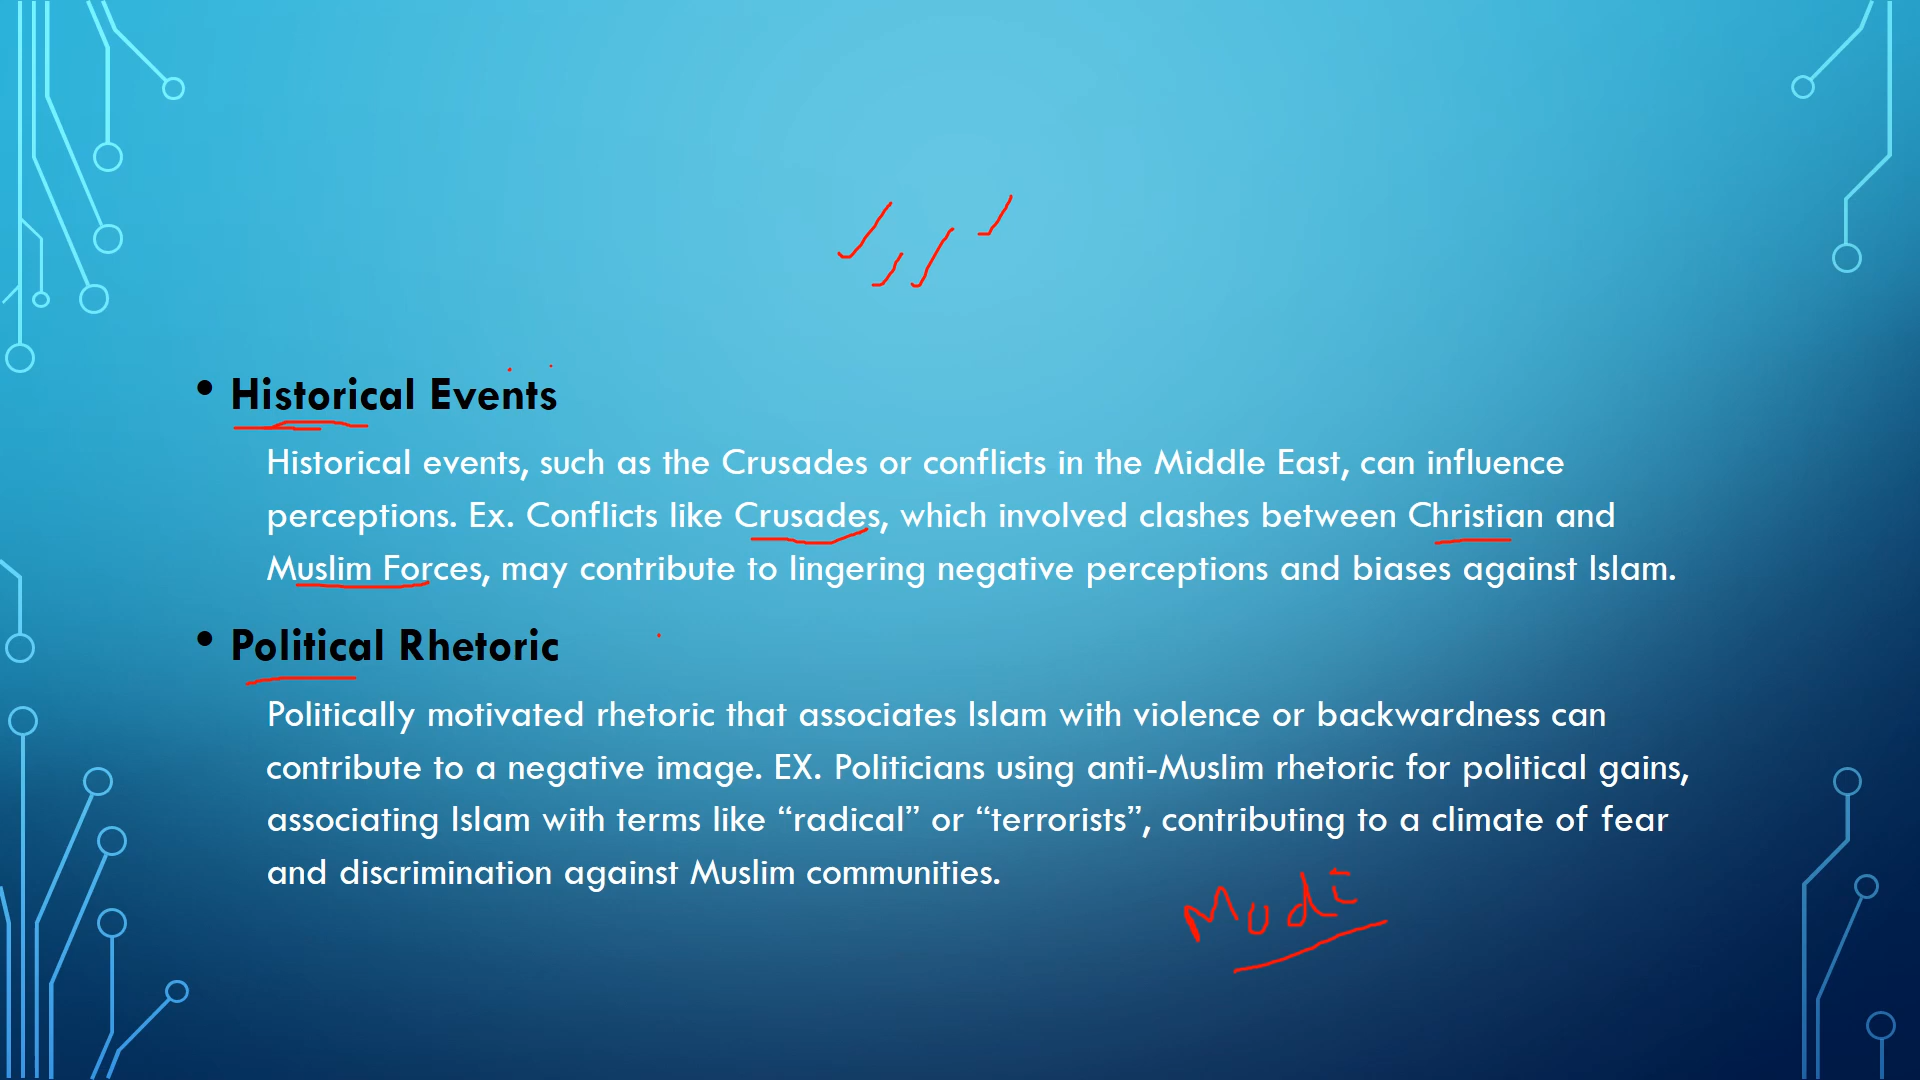 • Historical Events
Historical events, such as the Crusades or conflicts in the Middle East, can influence
perceptions. Ex. Conflicts like Crusades, which involved clashes between Christian and
Muslim Forces, may contribute to lingering negative perceptions and biases against Islam.
• Political Rhetoric
Politically motivated rhetoric that associates Islam with violence or backwardness can
contribute to a negative image. EX. Politicians using anti-Muslim rhetoric for political gains,
associating Islam with terms like “radical” or “terrorists”, contributing to a climate of fear
and discrimination against Muslim communities.
Modi